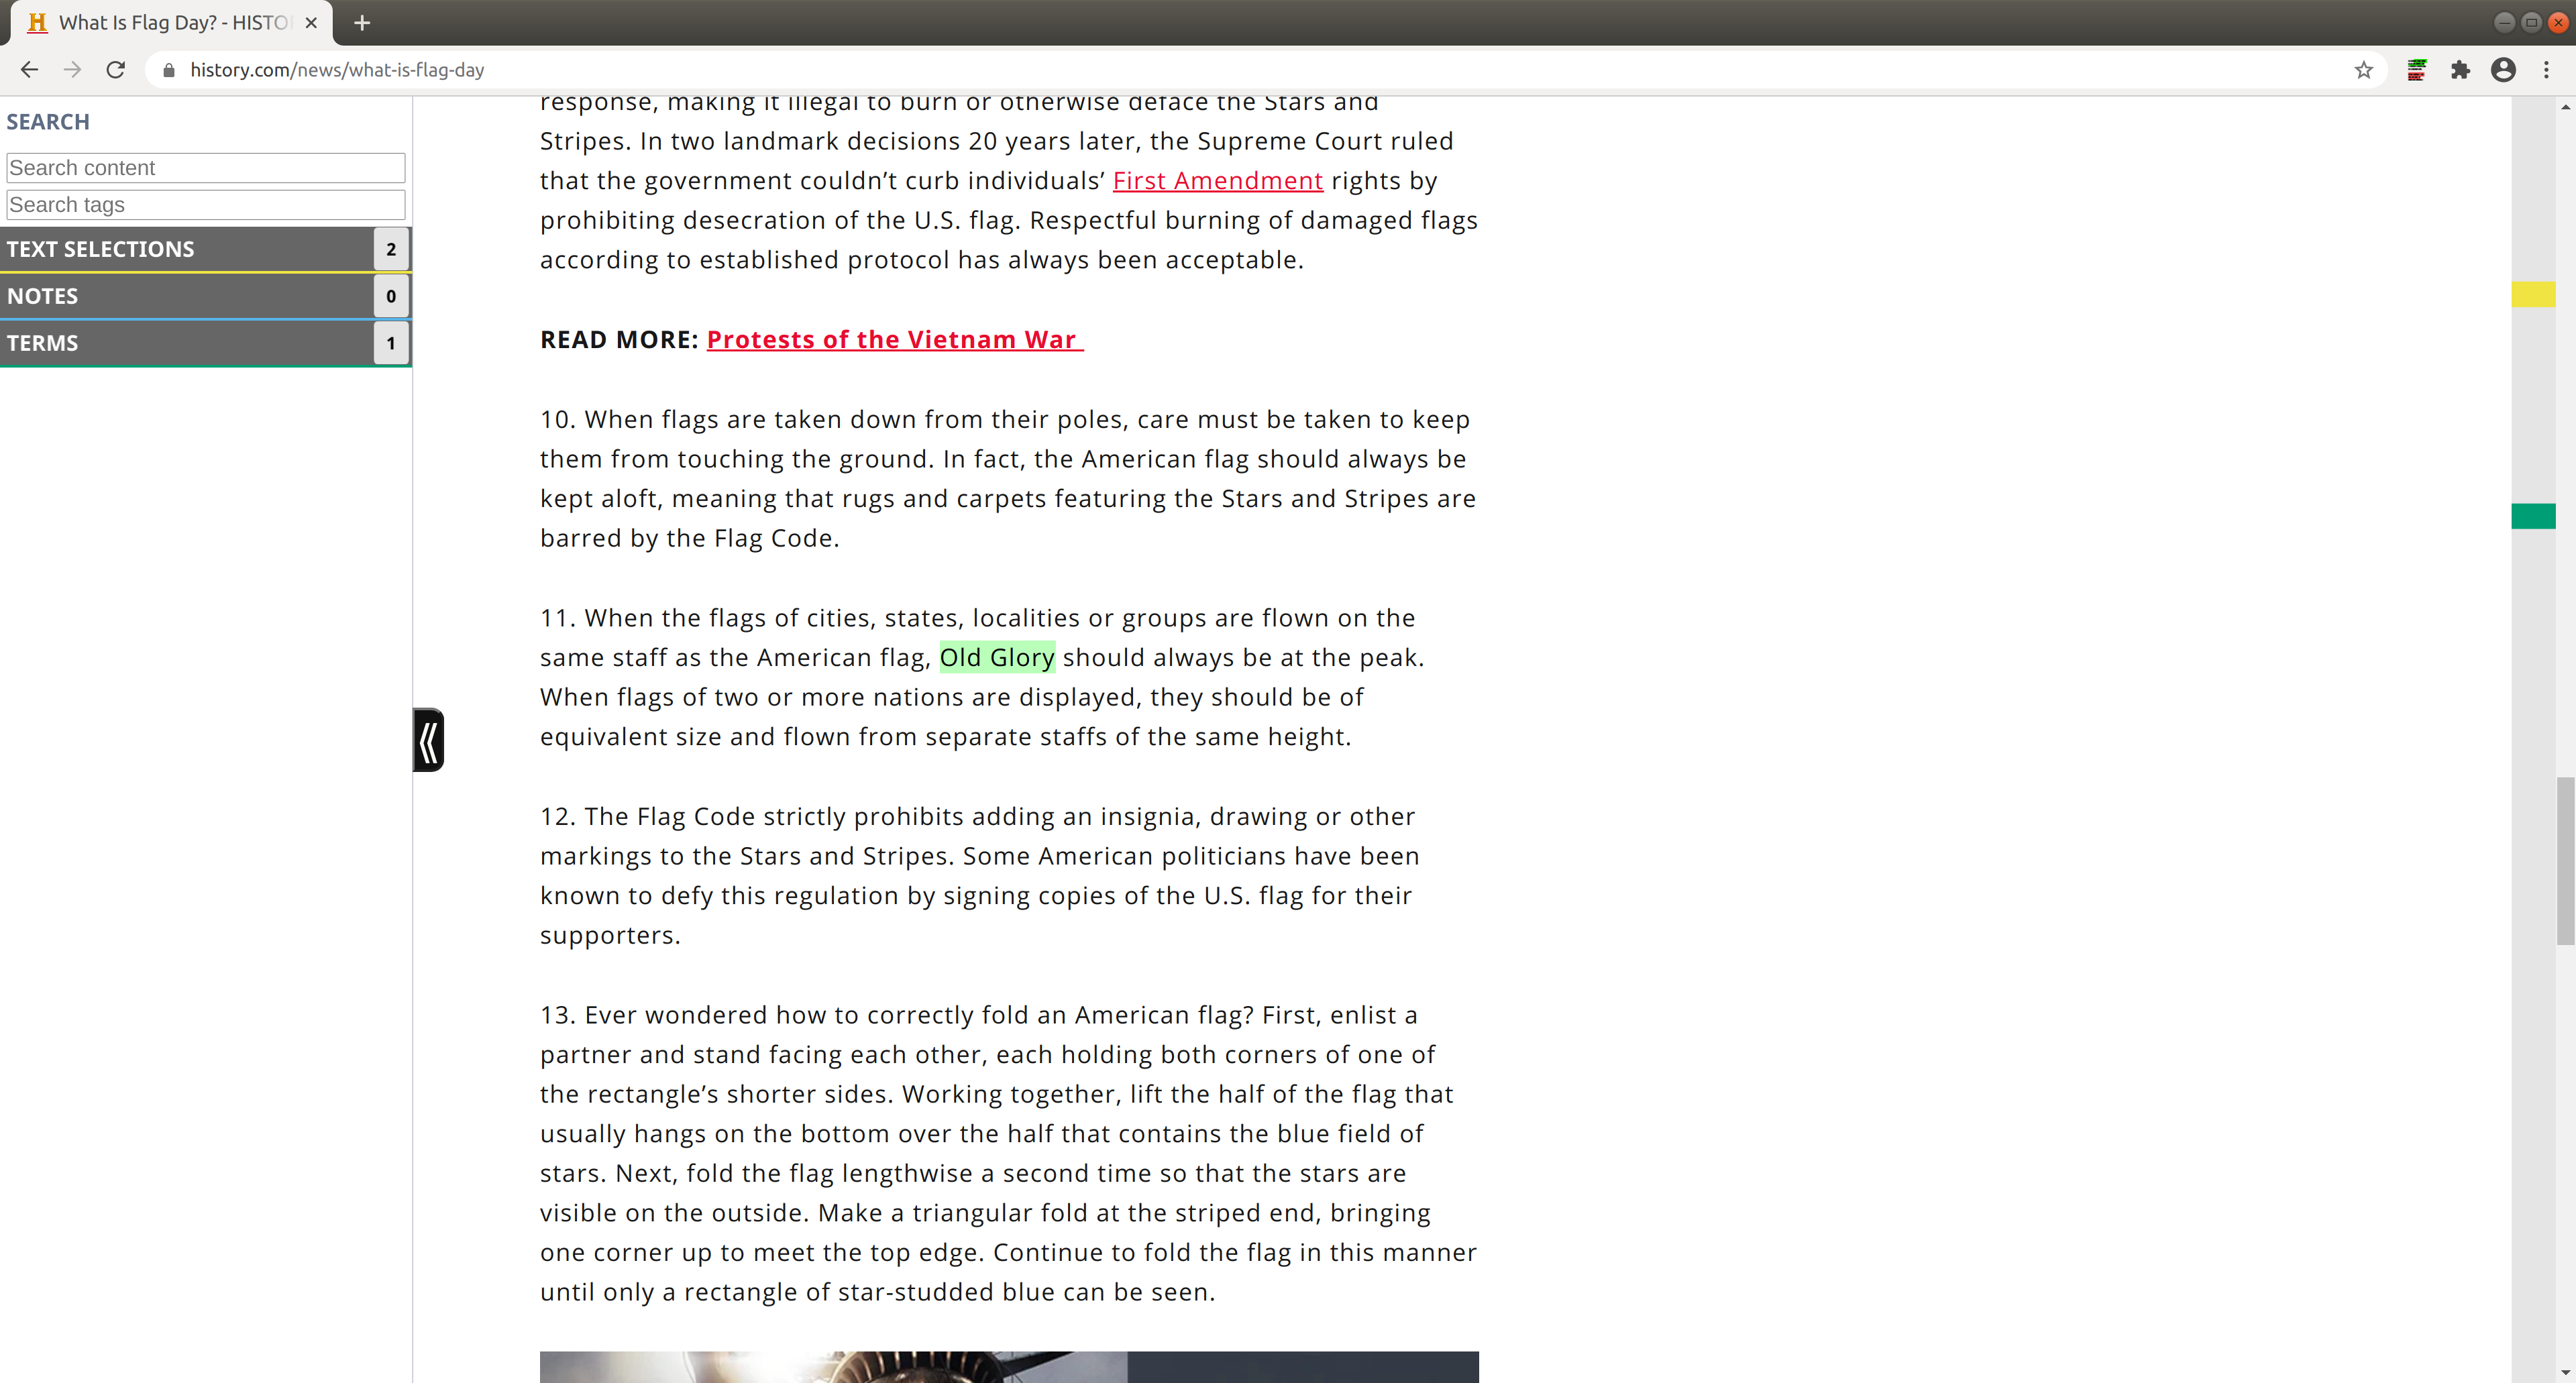 What Is Flag Day? - HISTO
history.com/news/what-is-flag-day
SEARCH
Search content
Search tags
TEXT SELECTIONS 2
NOTES 0
TERMS 1
response, making it illegal to burn or otherwise deface the Stars and
Stripes. In two landmark decisions 20 years later, the Supreme Court ruled
that the government couldn’t curb individuals’ First Amendment rights by
prohibiting desecration of the U.S. flag. Respectful burning of damaged flags
according to established protocol has always been acceptable.
READ MORE: Protests of the Vietnam War
10. When flags are taken down from their poles, care must be taken to keep
them from touching the ground. In fact, the American flag should always be
kept aloft, meaning that rugs and carpets featuring the Stars and Stripes are
barred by the Flag Code.
11. When the flags of cities, states, localities or groups are flown on the
same staff as the American flag, Old Glory should always be at the peak.
When flags of two or more nations are displayed, they should be of
equivalent size and flown from separate staffs of the same height.
12. The Flag Code strictly prohibits adding an insignia, drawing or other
markings to the Stars and Stripes. Some American politicians have been
known to defy this regulation by signing copies of the U.S. flag for their
supporters.
13. Ever wondered how to correctly fold an American flag? First, enlist a
partner and stand facing each other, each holding both corners of one of
the rectangle’s shorter sides. Working together, lift the half of the flag that
usually hangs on the bottom over the half that contains the blue field of
stars. Next, fold the flag lengthwise a second time so that the stars are
visible on the outside. Make a triangular fold at the striped end, bringing
one corner up to meet the top edge. Continue to fold the flag in this manner
until only a rectangle of star-studded blue can be seen.